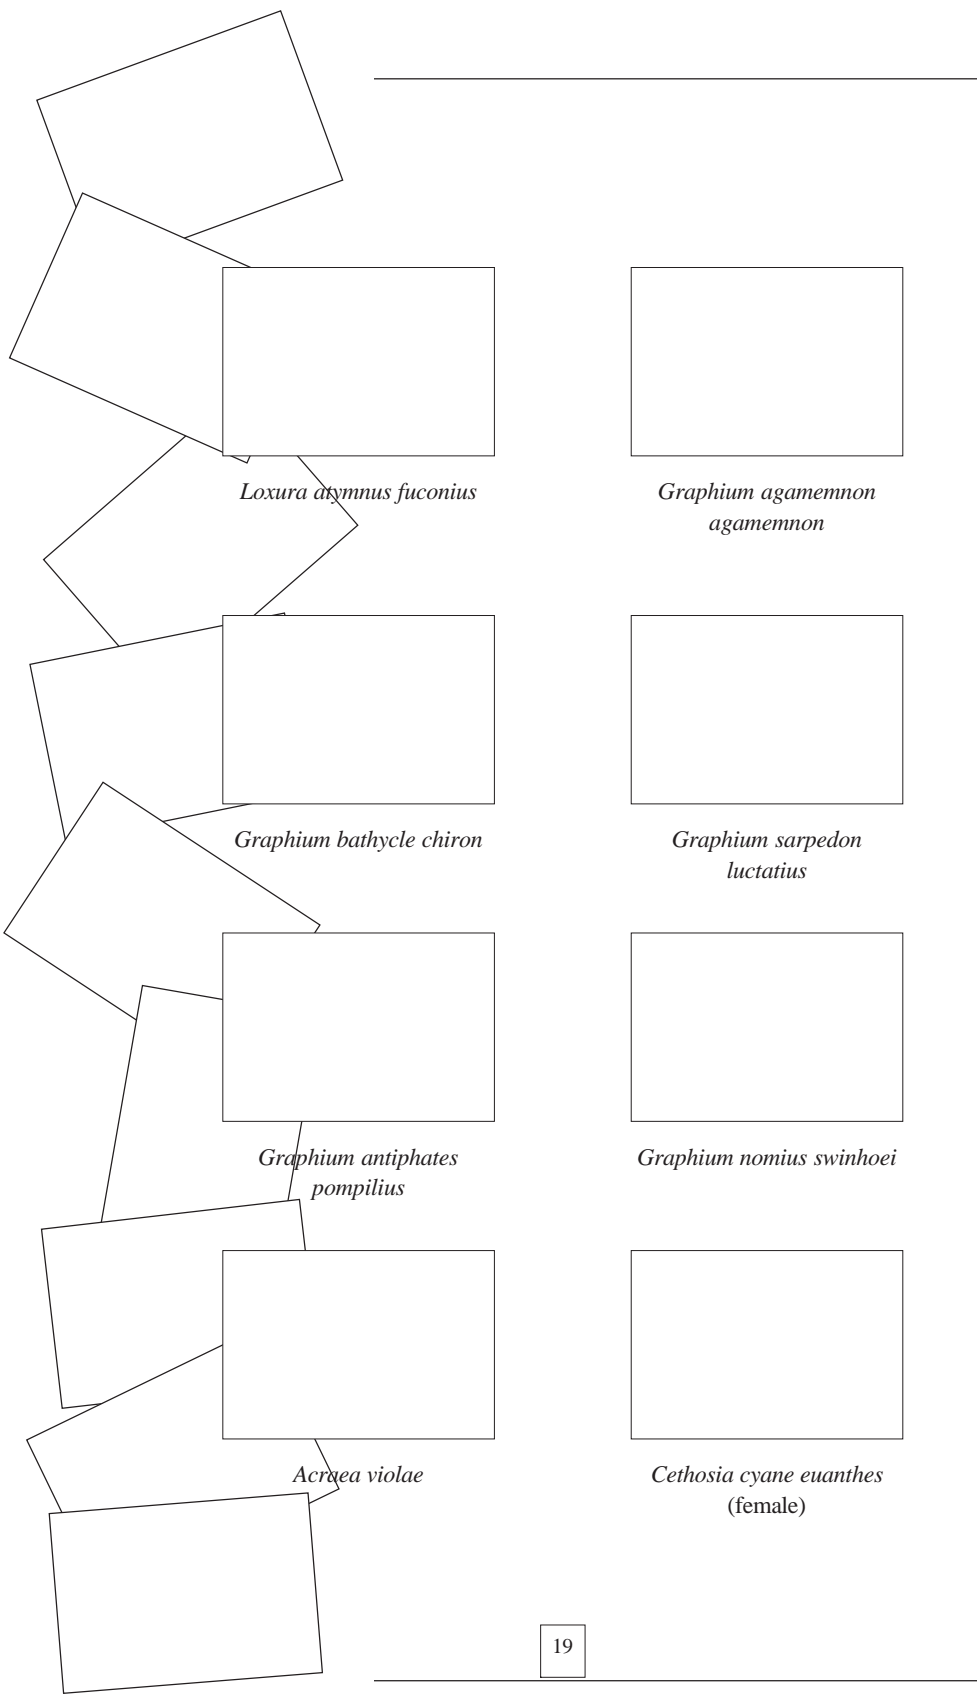 Loxura atymnus fuconius
Graphium agamemnon
agamemnon
Graphium bathycle chiron
Graphium sarpedon
luctatius
Graphium antiphates
pompilius
Graphium nomius swinhoei
Acraea violae
Cethosia cyane euanthes
(female)
19